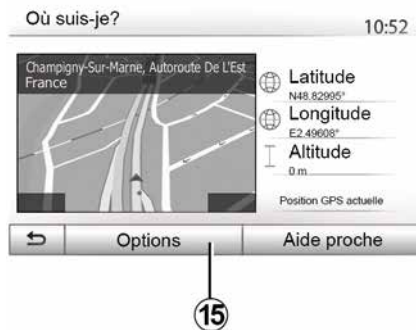 Où suis-je?
10:52
Champigny-Sur-Marne, Autoroute De L'Est
France
Latitude
N48.82995°
Longitude
E2.49608°
Altitude
0 m
Position GPS actuelle
Options
Aide proche
15